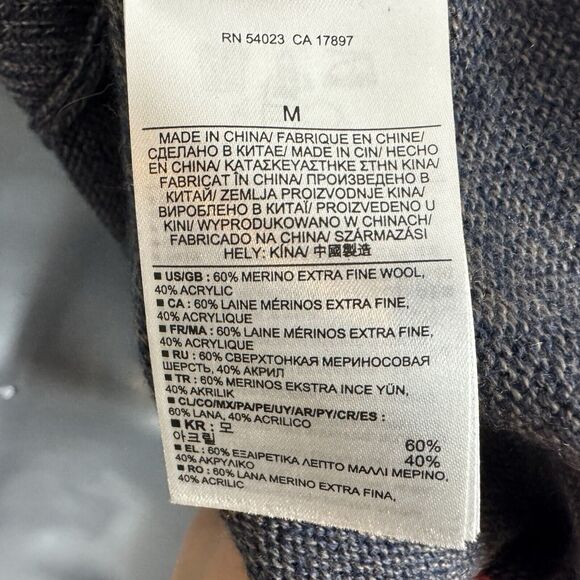 RN 54023 CA 17897
M
MADE IN CHINA/ FABRIQUE EN CHINE/
СДЕЛАНО В КИТАЕ/ MADE IN CIN/ HECHO
EN CHINA/ ΚΑΤΑΣΚΕΥΑΣΤΗΚΕ ΣΤΗΝ ΚΙΝΑ/
FABRICAT ÎN CHINA/ ПРОИЗВЕДЕНО В
КИТАЙ/ ZEMLJA PROIZVODNJE KINA/
ВИРОБЛЕНО В КИТАЇ/ PROIZVEDENO U
KINI/ WYPRODUKOWANO W CHINACH/
FABRICADO NA CHINA/ SZÁRMAZÁSI
HELY: KÍNA/ 中國製造
■ US/GB : 60% MERINO EXTRA FINE WOOL,
40% ACRYLIC
■ CA : 60% LAINE MÉRINOS EXTRA FINE,
40% ACRYLIQUE
■ FR/MA : 60% LAINE MÉRINOS EXTRA FINE,
40% ACRYLIQUE
■ RU : 60% СВЕРХТОНКАЯ МЕРИНОСОВАЯ
ШЕРСТЬ, 40% АКРИЛ
■ TR : 60% MERINOS EKSTRA INCE YÜN,
40% AKRILIK
■ CL/CO/MX/PA/PE/UY/AR/PY/CR/ES :
60% LANA, 40% ACRILICO
■ KR : 모 60%
아크릴 40%
■ EL : 60% ΕΞΑΙΡΕΤΙΚΑ ΛΕΠΤΟ ΜΑΛΛΙ ΜΕΡΙΝΟ,
40% ΑΚΡΥΛΙΚΟ
■ RO : 60% LANA MERINO EXTRA FINA,
40% ACRILIC